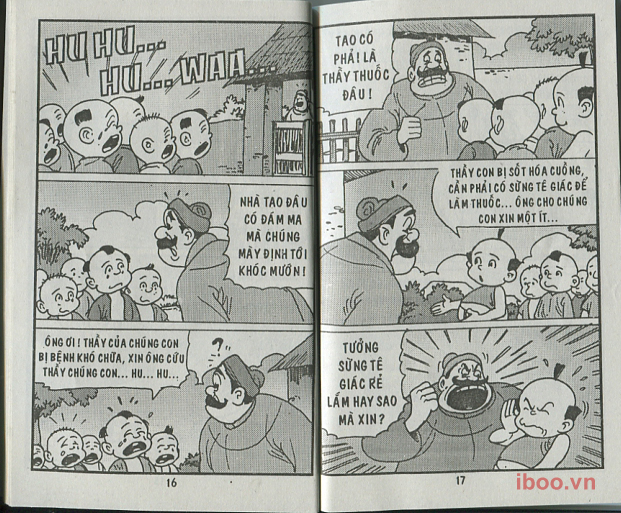 HU HU...
HU... WAA...
NHÀ TAO ĐÂU
CÓ ĐÁM MA
MÀ CHÚNG
MÀY ĐỊNH TỚI
KHÓC MƯỚN !
ÔNG ƠI ! THẦY CỦA CHÚNG CON
BỊ BỆNH KHÓ CHỮA, XIN ÔNG CỨU
THẦY CHÚNG CON... HU... HU...
?
16
TAO CÓ
PHẢI LÀ
THẦY THUỐC
ĐÂU !
THẦY CON BỊ SỐT HÓA CUỒNG,
CẦN PHẢI CÓ SỪNG TÊ GIÁC ĐỂ
LÀM THUỐC... ÔNG CHO CHÚNG
CON XIN MỘT ÍT...
TƯỞNG
SỪNG TÊ
GIÁC RẺ
LẮM HAY SAO
MÀ XIN?
17
iboo.vn